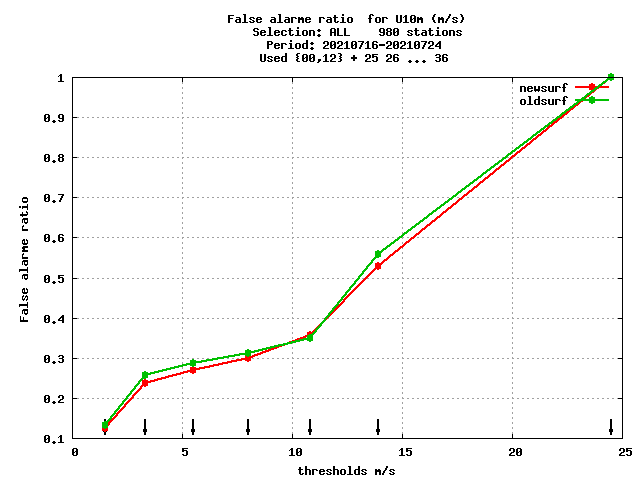 False alarme ratio  for U10m (m/s)
Selection: ALL    980 stations
Period: 20210716-20210724
Used {00,12} + 25 26 ... 36
newsurf
oldsurf
1
0.9
0.8
0.7
0.6
0.5
0.4
0.3
0.2
0.1
False alarme ratio
0 5 10 15 20 25
thresholds m/s